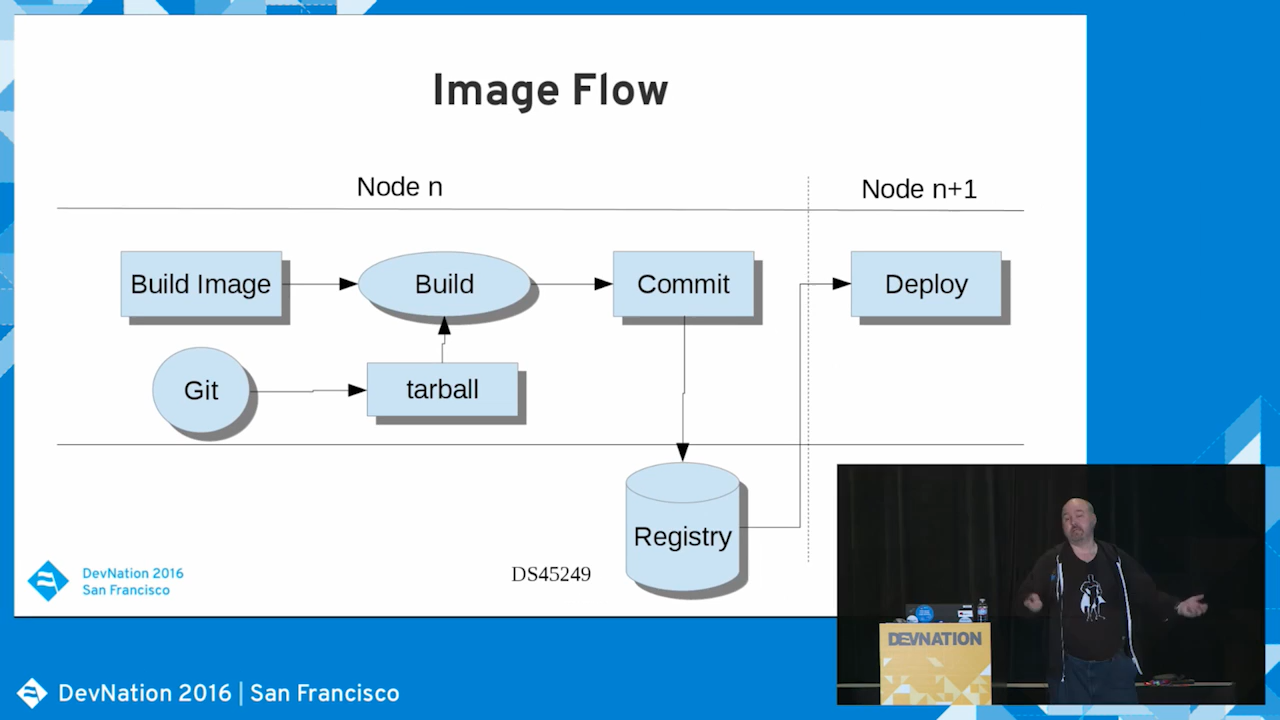 Image Flow
Node n
Node n+1
Build Image
Build
Commit
Deploy
Git
tarball
Registry
DS45249
DevNation 2016
San Francisco
DEVNATION
DevNation 2016 | San Francisco